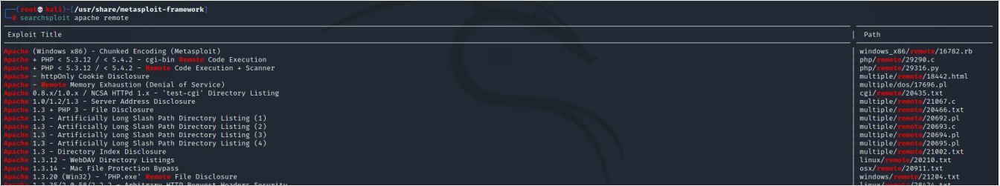 (root💀kali)-[/usr/share/metasploit-framework]
# searchsploit apache remote
Exploit Title | Path
Apache (Windows x86) - Chunked Encoding (Metasploit) | windows_x86/remote/16782.rb
Apache + PHP < 5.3.12 / < 5.4.2 - cgi-bin Remote Code Execution | php/remote/29290.c
Apache + PHP < 5.3.12 / < 5.4.2 - Remote Code Execution + Scanner | php/remote/29316.py
Apache - httpOnly Cookie Disclosure | multiple/remote/18442.html
Apache - Remote Memory Exhaustion (Denial of Service) | multiple/dos/17696.pl
Apache 0.8.x/1.0.x / NCSA HTTPd 1.x - 'test-cgi' Directory Listing | cgi/remote/20435.txt
Apache 1.0/1.2/1.3 - Server Address Disclosure | multiple/remote/21067.c
Apache 1.3 + PHP 3 - File Disclosure | multiple/remote/20466.txt
Apache 1.3 - Artificially Long Slash Path Directory Listing (1) | multiple/remote/20692.pl
Apache 1.3 - Artificially Long Slash Path Directory Listing (2) | multiple/remote/20693.c
Apache 1.3 - Artificially Long Slash Path Directory Listing (3) | multiple/remote/20694.pl
Apache 1.3 - Artificially Long Slash Path Directory Listing (4) | multiple/remote/20695.pl
Apache 1.3 - Directory Index Disclosure | multiple/remote/21002.txt
Apache 1.3.12 - WebDAV Directory Listings | linux/remote/20210.txt
Apache 1.3.14 - Mac File Protection Bypass | osx/remote/20911.txt
Apache 1.3.20 (Win32) - 'PHP.exe' Remote File Disclosure | windows/remote/21204.txt
Apache 1.3.35/2.0.58/2.2.2 - Arbitrary HTTP Request Headers Security | linux/remote/28424.txt